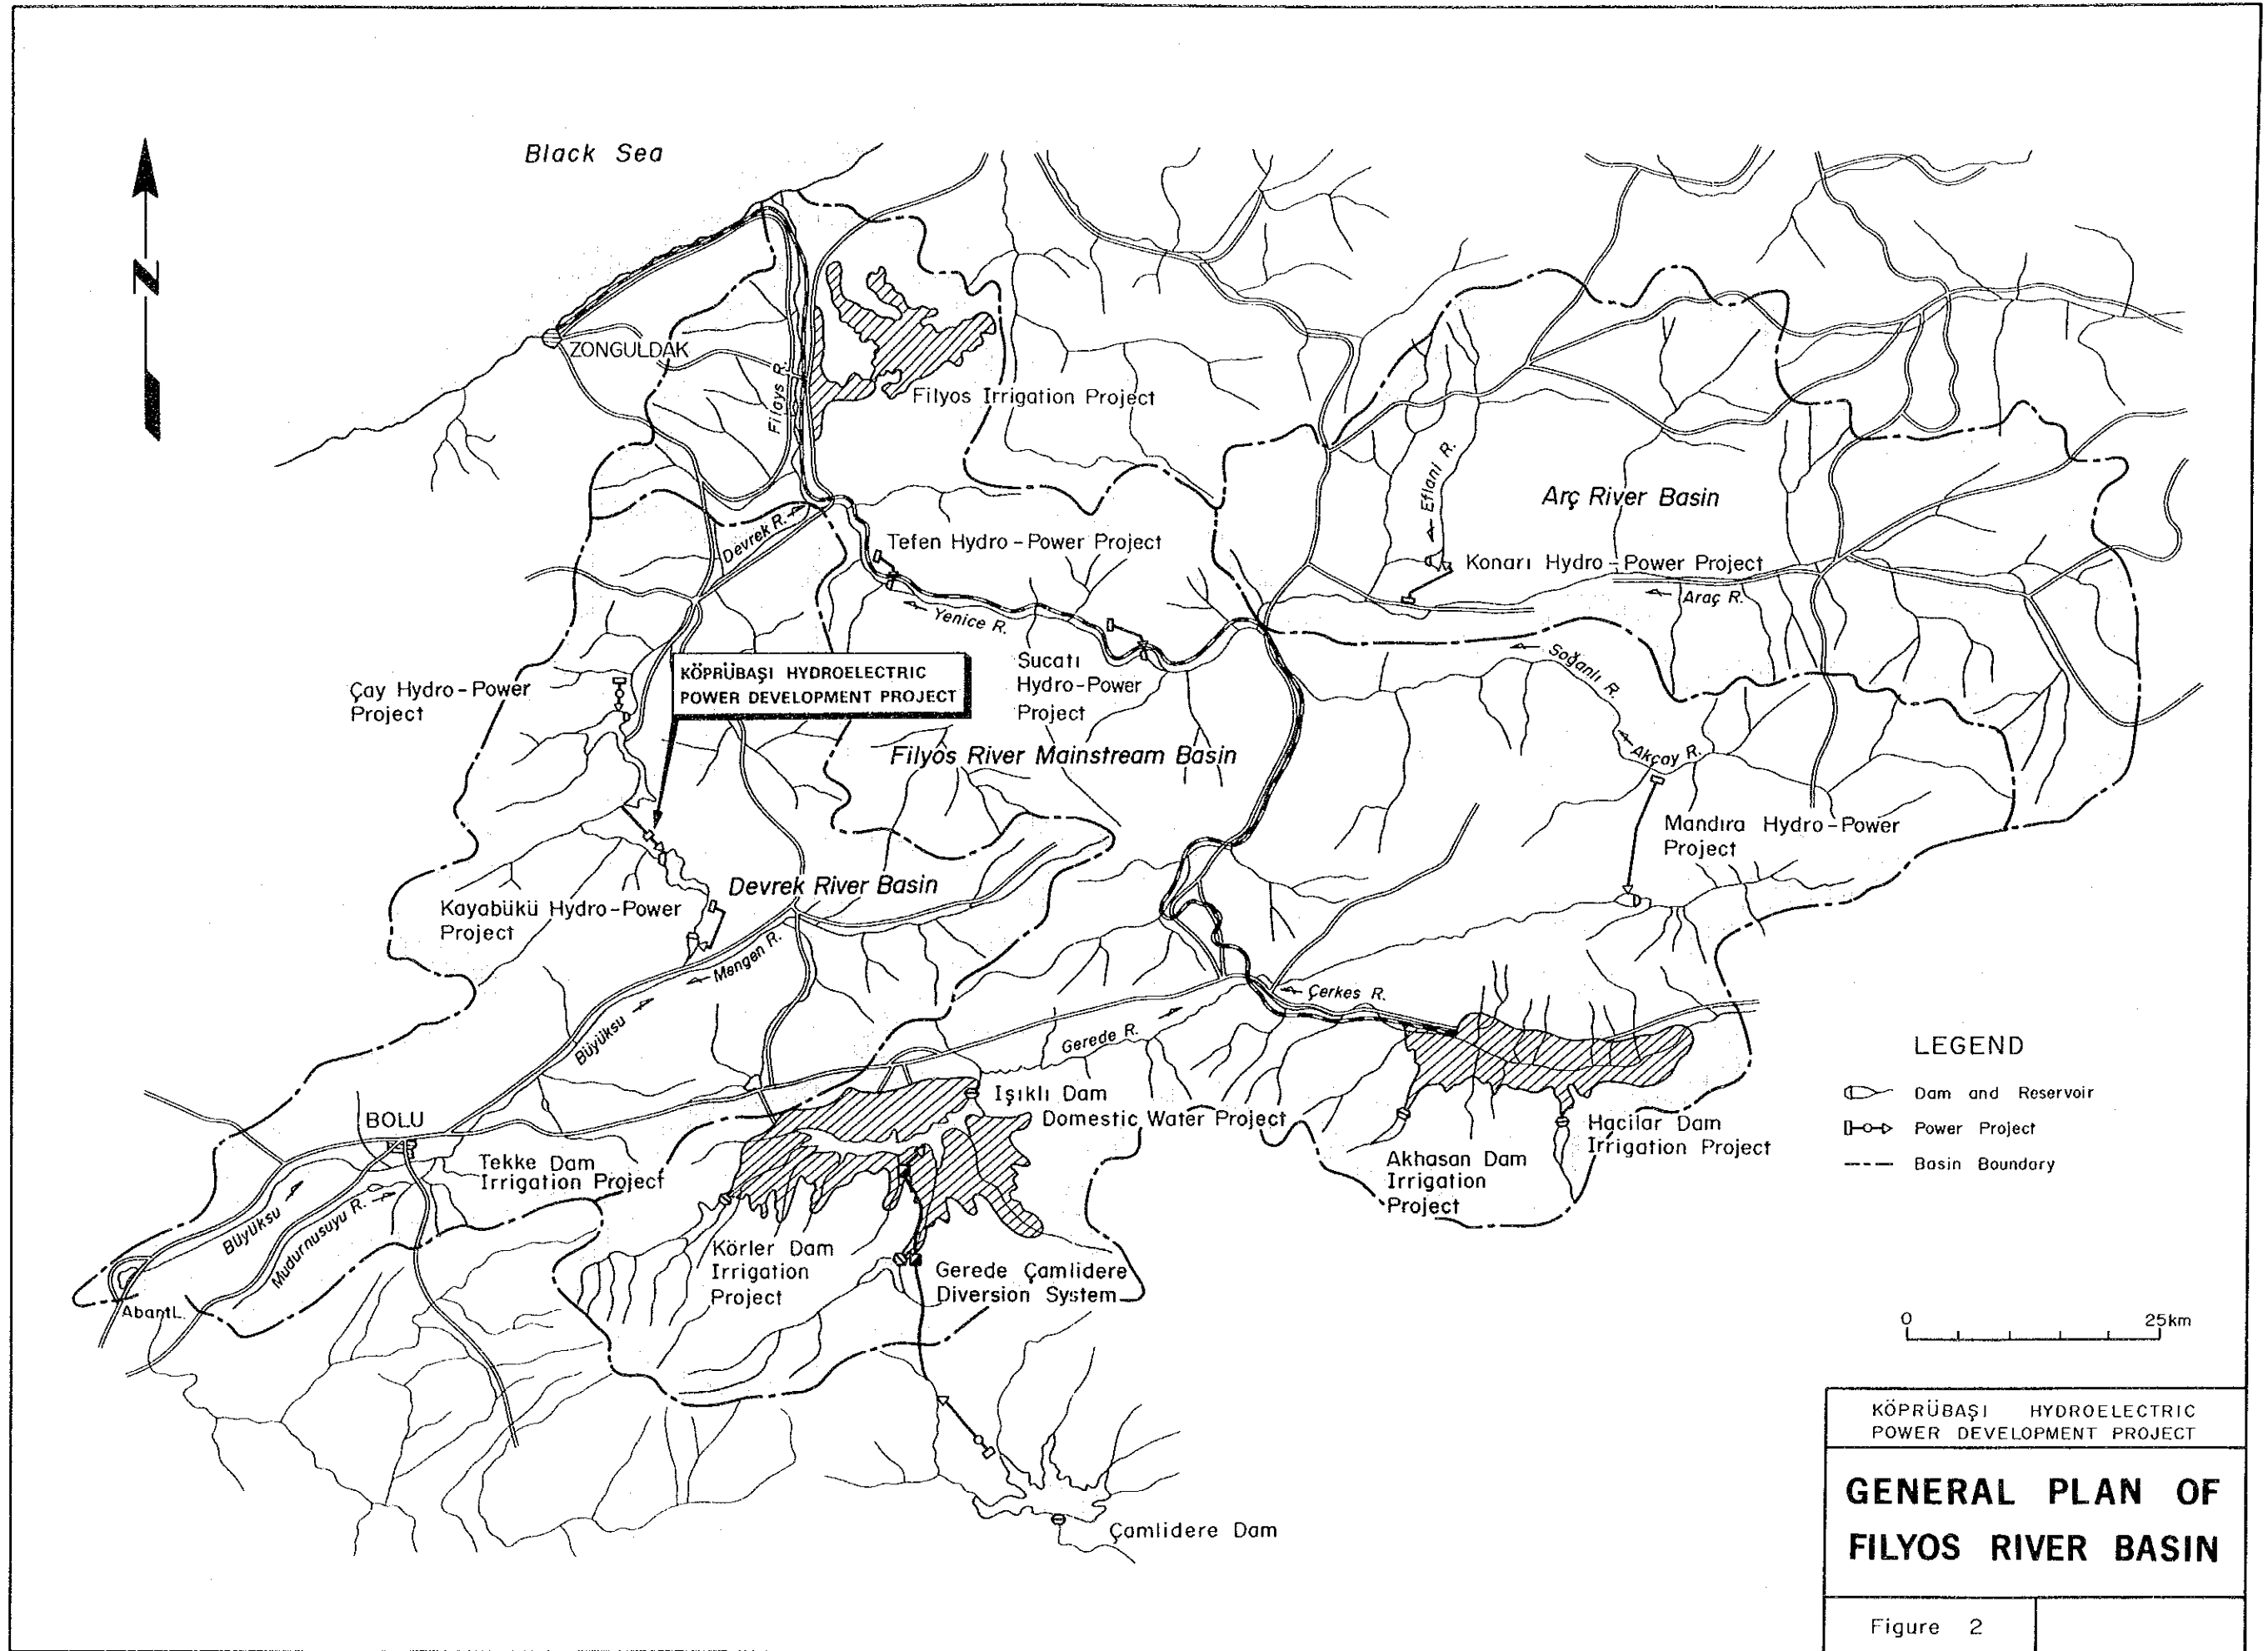 Black Sea
N
ZONGULDAK
Filays R.
Filyos Irrigation Project
Eflani R.
Arç River Basin
Devrek R.
Tefen Hydro-Power Project
Konarı Hydro-Power Project
Yenice R.
Araç R.
Sucatı
Hydro-Power
Project
Soğanlı R.
KÖPRÜBAŞI HYDROELECTRIC
POWER DEVELOPMENT PROJECT
Çay Hydro-Power
Project
Filyos River Mainstream Basin
Akçay R.
Mandıra Hydro-Power
Project
Devrek River Basin
Kayabükü Hydro-Power
Project
Mengen R.
Büyüksu
Çerkes R.
Gerede R.
LEGEND
Dam and Reservoir
Power Project
Basin Boundary
Işıklı Dam
Domestic Water Project
Hacilar Dam
Irrigation Project
Akhasan Dam
Irrigation
Project
BOLU
Tekke Dam
Irrigation Project
Büyüksu
Mudurnusuyu R.
Abant L.
Körler Dam
Irrigation
Project
Gerede Çamlidere
Diversion System
0 25km
Çamlidere Dam
KÖPRÜBAŞI HYDROELECTRIC
POWER DEVELOPMENT PROJECT
GENERAL PLAN OF
FILYOS RIVER BASIN
Figure 2